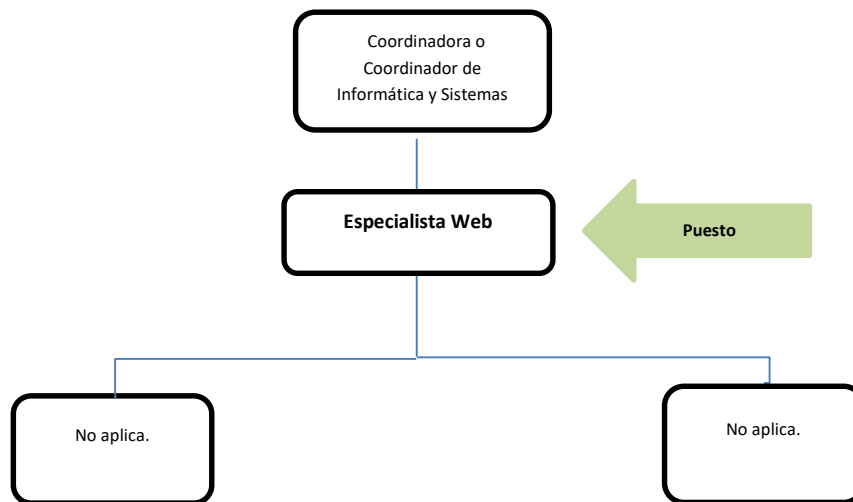 Coordinadora o
Coordinador de
Informática y Sistemas
Especialista Web
Puesto
No aplica.
No aplica.